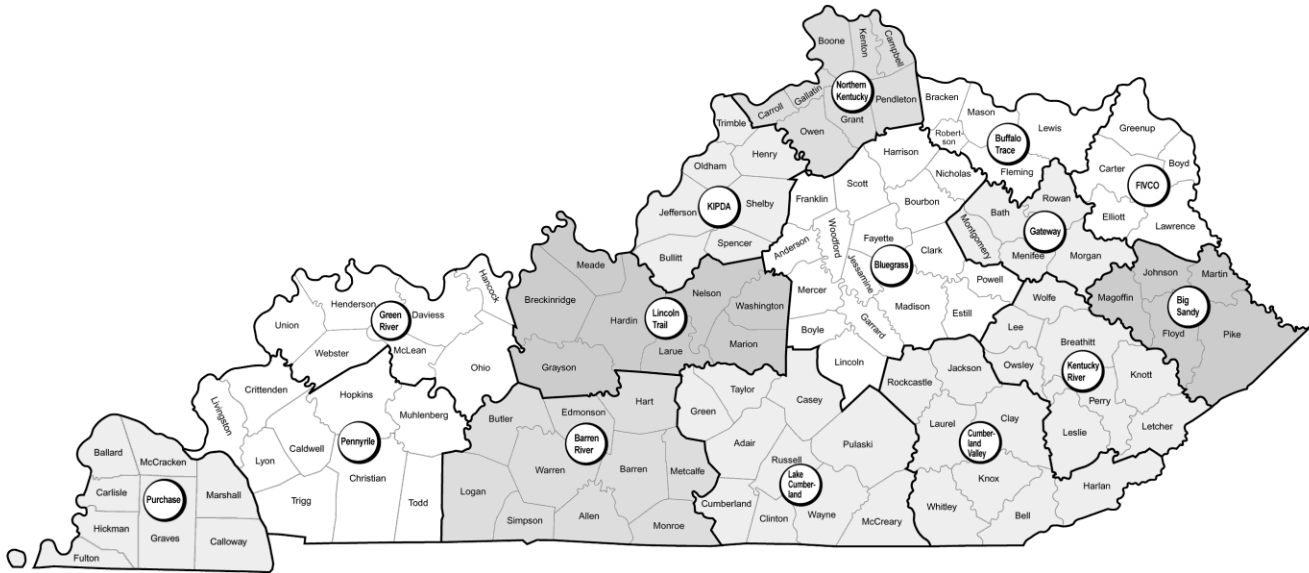 Boone
Kenton
Campbell
Northern
Kentucky
Gallatin
Carroll
Pendleton
Grant
Owen
Bracken
Mason
Robert-
son
Lewis
Buffalo
Trace
Fleming
Greenup
Carter
Boyd
FIVCO
Elliott
Lawrence
Trimble
Henry
Oldham
Jefferson
KIPDA
Shelby
Spencer
Bullitt
Harrison
Nicholas
Scott
Franklin
Bourbon
Woodford
Anderson
Fayette
Clark
Jessamine
Bluegrass
Mercer
Powell
Madison
Estill
Garrard
Boyle
Lincoln
Rowan
Bath
Montgomery
Gateway
Menifee
Morgan
Johnson
Martin
Magoffin
Big
Sandy
Floyd
Pike
Wolfe
Lee
Breathitt
Owsley
Kentucky
River
Knott
Perry
Leslie
Letcher
Meade
Breckinridge
Nelson
Washington
Hardin
Lincoln
Trail
Marion
Larue
Grayson
Hancock
Henderson
Daviess
Green
River
Union
Webster
McLean
Ohio
Crittenden
Livingston
Hopkins
Muhlenberg
Caldwell
Pennyrile
Lyon
Christian
Trigg
Todd
Ballard
McCracken
Carlisle
Purchase
Marshall
Hickman
Graves
Calloway
Fulton
Hart
Butler
Edmonson
Barren
River
Warren
Barren
Metcalfe
Logan
Simpson
Allen
Monroe
Taylor
Casey
Green
Adair
Pulaski
Russell
Lake
Cumber-
land
Cumberland
Clinton
Wayne
McCreary
Jackson
Rockcastle
Laurel
Clay
Cumber-
land
Valley
Knox
Harlan
Whitley
Bell